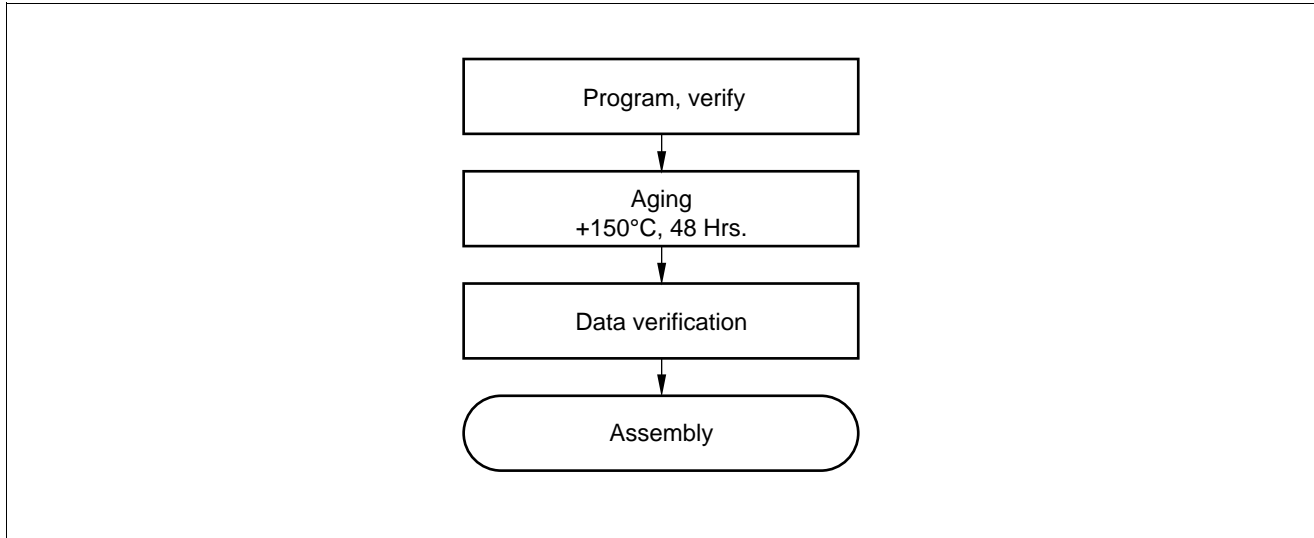 Program, verify
Aging
+150°C, 48 Hrs.
Data verification
Assembly